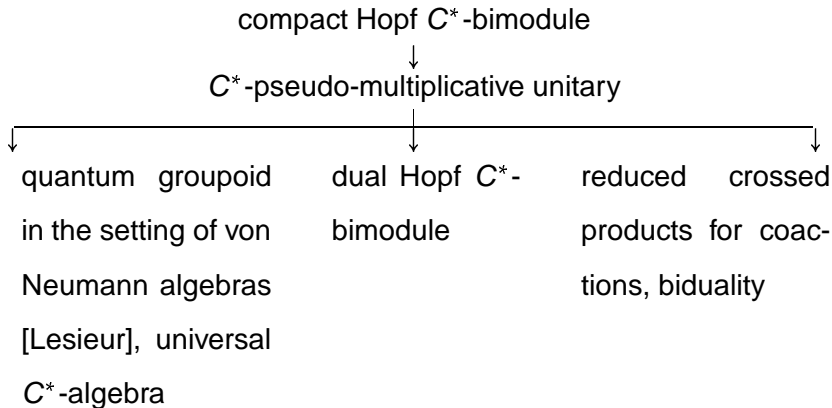 compact Hopf C*-bimodule
C*-pseudo-multiplicative unitary
quantum groupoid
in the setting of von
Neumann algebras
[Lesieur], universal
C*-algebra
dual Hopf C*-
bimodule
reduced crossed
products for coac-
tions, biduality